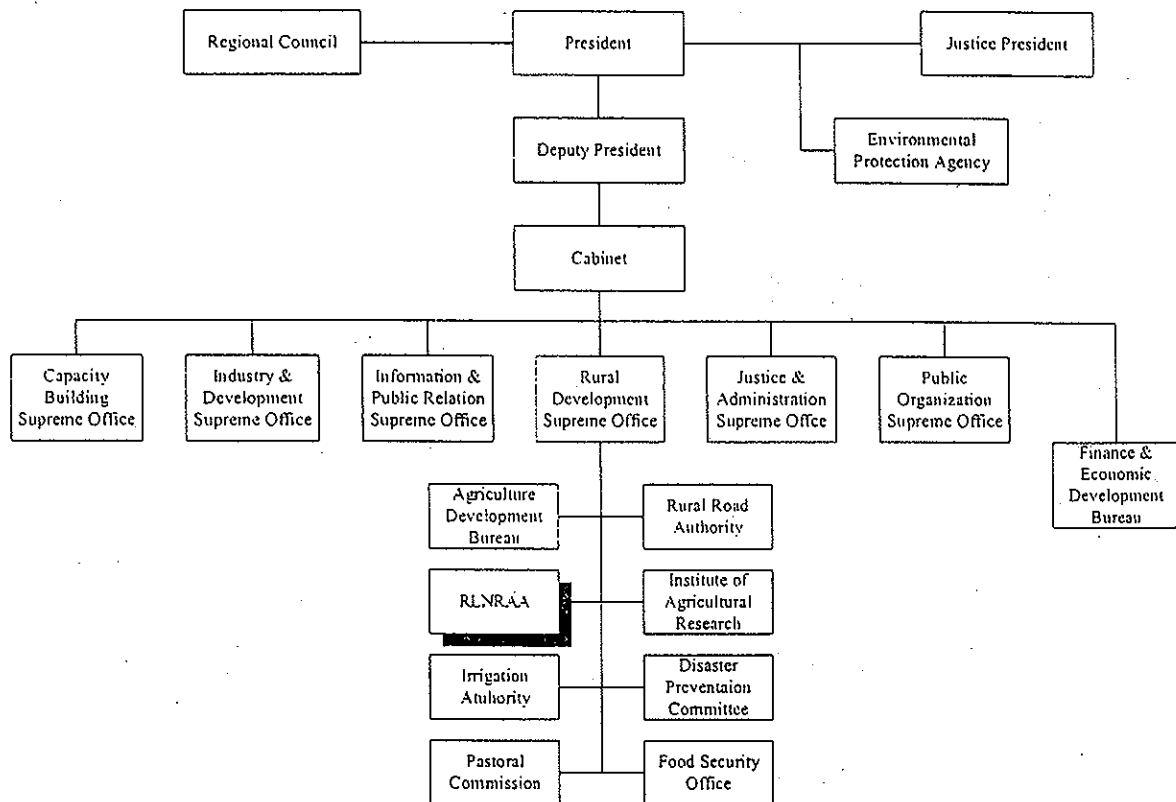 Regional Council
President
Justice President
Deputy President
Environmental
Protection Agency
Cabinet
Capacity
Building
Supreme Office
Industry &
Development
Supreme Office
Information &
Public Relation
Supreme Office
Rural
Development
Supreme Office
Justice &
Administration
Supreme Office
Public
Organization
Supreme Office
Finance &
Economic
Development
Bureau
Agriculture
Development
Bureau
Rural Road
Authority
RLNRAA
Institute of
Agricultural
Research
Irrigation
Atuhority
Disaster
Preventaion
Committee
Pastoral
Commission
Food Security
Office